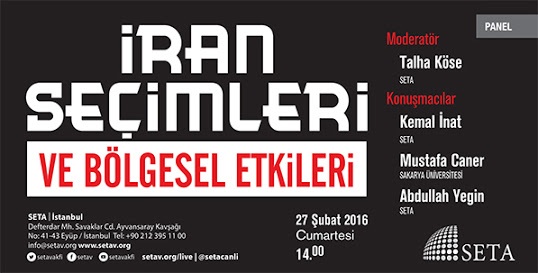 PANEL
İRAN
SEÇİMLERİ
VE BÖLGESEL ETKİLERİ
Moderatör
Talha Köse
SETA
Konuşmacılar
Kemal İnat
SETA
Mustafa Caner
SAKARYA ÜNİVERSİTESİ
Abdullah Yegin
SETA
SETA | İstanbul
Defterdar Mh. Savaklar Cd. Ayvansaray Kavşağı
No: 41-43 Eyüp / İstanbul Tel: +90 212 395 11 00
info@setav.org www.setav.org
setavakfi setav setavakfi setav.org/live | @setacanli
27 Şubat 2016
Cumartesi
14.00
SETA